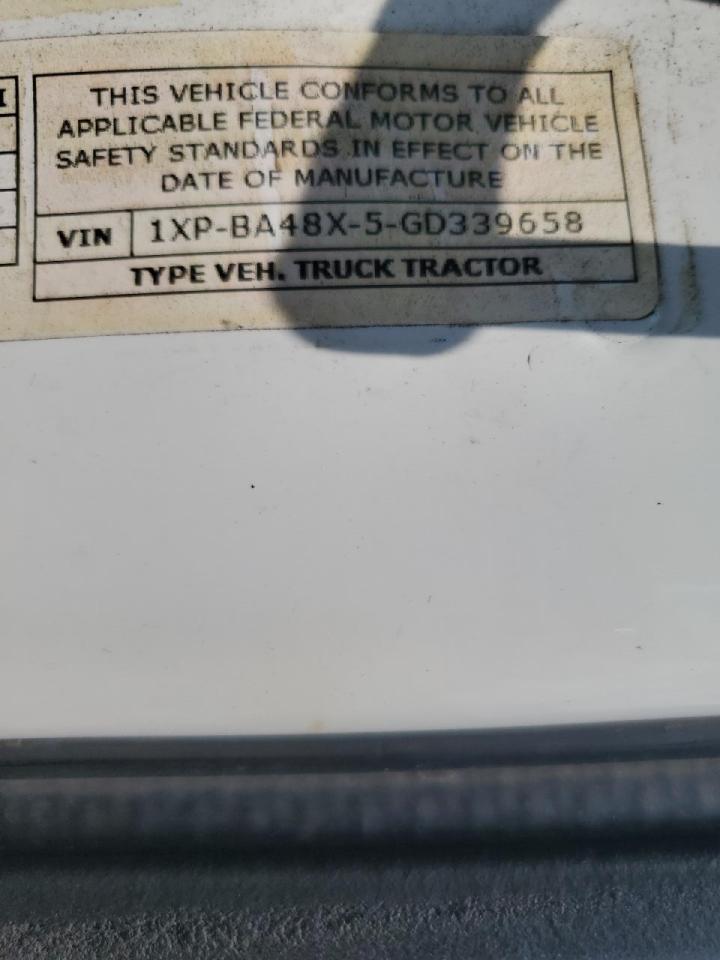 I
THIS VEHICLE CONFORMS TO ALL
APPLICABLE FEDERAL MOTOR VEHICLE
SAFETY STANDARDS IN EFFECT ON THE
DATE OF MANUFACTURE
VIN 1XP-BA48X-5-GD339658
TYPE VEH. TRUCK TRACTOR